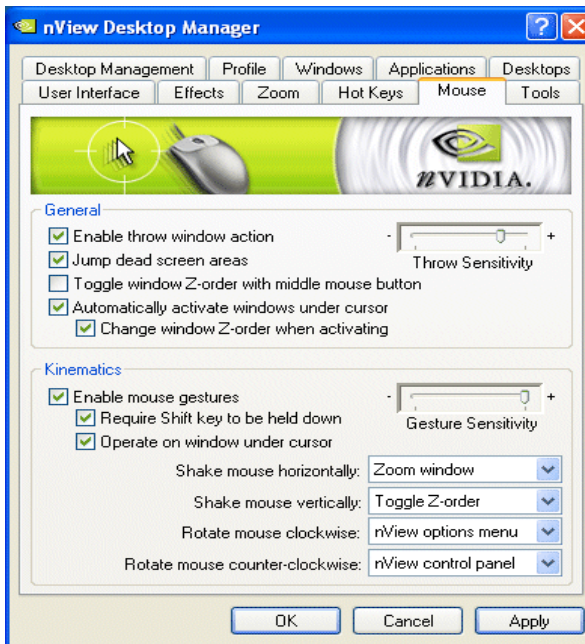 nView Desktop Manager
Desktop Management Profile Windows Applications Desktops
User Interface Effects Zoom Hot Keys Mouse Tools
nVIDIA.
General
Enable throw window action - +
Jump dead screen areas Throw Sensitivity
Toggle window Z-order with middle mouse button
Automatically activate windows under cursor
Change window Z-order when activating
Kinematics
Enable mouse gestures - +
Require Shift key to be held down Gesture Sensitivity
Operate on window under cursor
Shake mouse horizontally: Zoom window
Shake mouse vertically: Toggle Z-order
Rotate mouse clockwise: nView options menu
Rotate mouse counter-clockwise: nView control panel
OK Cancel Apply